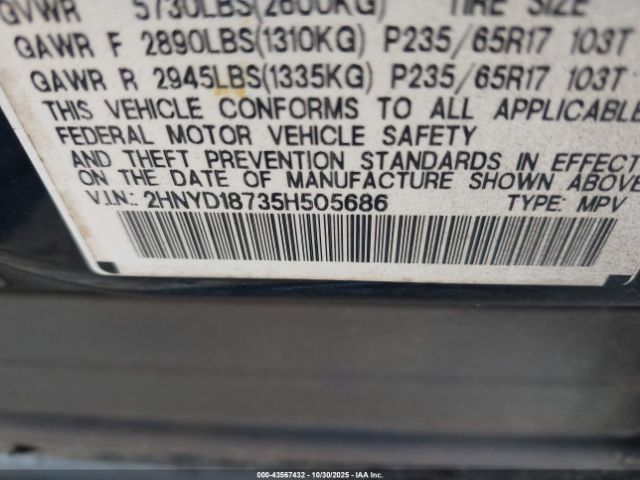 GVWR 5730LBS(2600KG) TIRE SIZE
GAWR F 2890LBS(1310KG) P235/65R17 103T
GAWR R 2945LBS(1335KG) P235/65R17 103T
THIS VEHICLE CONFORMS TO ALL APPLICABLE
FEDERAL MOTOR VEHICLE SAFETY
AND THEFT PREVENTION STANDARDS IN EFFECT
ON THE DATE OF MANUFACTURE SHOWN ABOVE
V.I.N.: 2HNYD18735H505686 TYPE: MPV
000-43567432 - 10/30/2025 - IAA Inc.